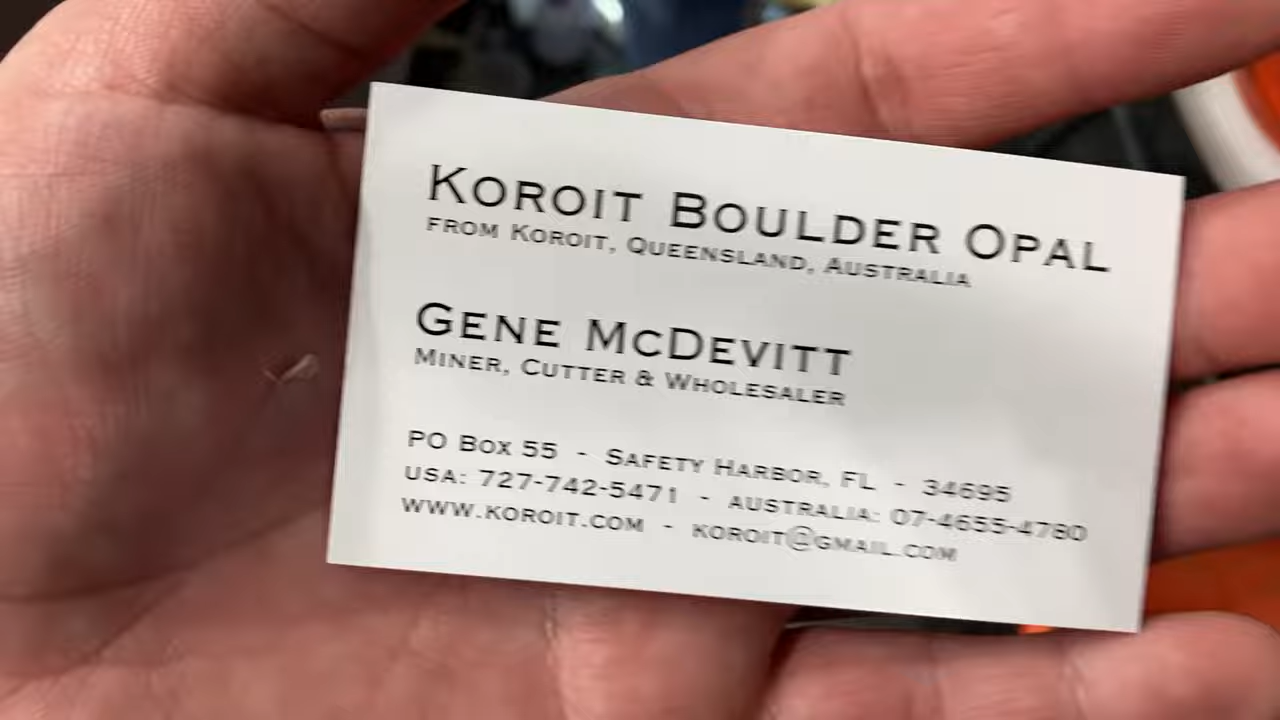 KOROIT BOULDER OPAL
FROM KOROIT, QUEENSLAND, AUSTRALIA
GENE MCDEVITT
MINER, CUTTER & WHOLESALER
PO BOX 55 - SAFETY HARBOR, FL - 34695
USA: 727-742-5471 - AUSTRALIA: 07-4655-4780
WWW.KOROIT.COM - KOROIT@GMAIL.COM